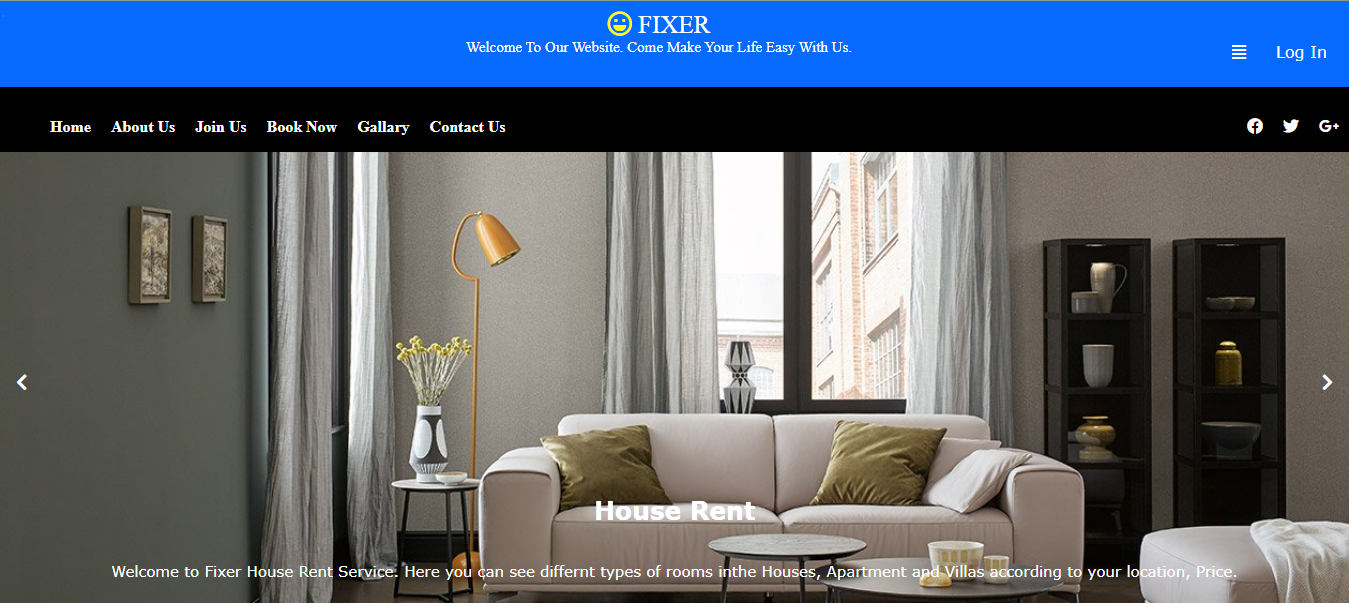 FIXER
Welcome To Our Website. Come Make Your Life Easy With Us.
Log In
Home About Us Join Us Book Now Gallary Contact Us
G+
House Rent
Welcome to Fixer House Rent Service. Here you can see differnt types of rooms inthe Houses, Apartment and Villas according to your location, Price.